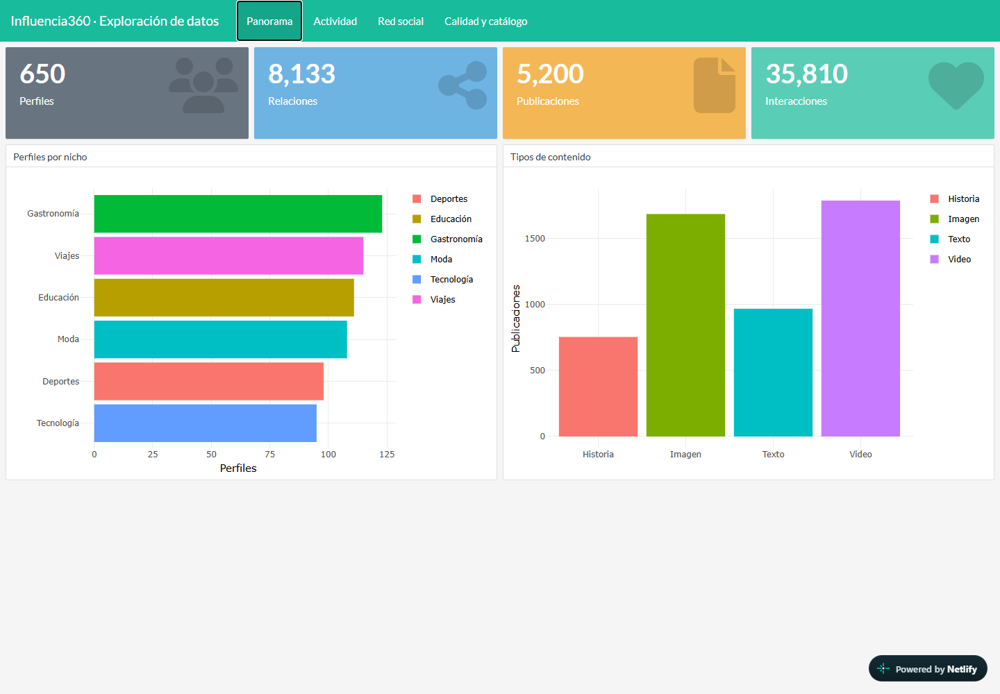 Influencia360 · Exploración de datos
Panorama
Actividad
Red social
Calidad y catálogo
650
Perfiles
8,133
Relaciones
5,200
Publicaciones
35,810
Interacciones
Perfiles por nicho
Gastronomía
Viajes
Educación
Moda
Deportes
Tecnología
0 25 50 75 100 125
Perfiles
Deportes
Educación
Gastronomía
Moda
Tecnología
Viajes
Tipos de contenido
Publicaciones
1500
1000
500
0
Historia Imagen Texto Video
Historia
Imagen
Texto
Video
Powered by Netlify